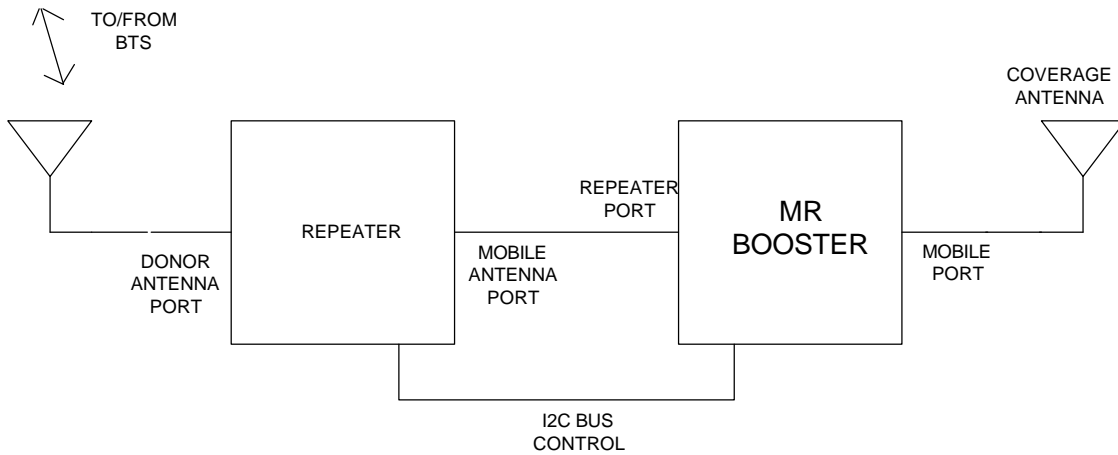 TO/FROM
BTS
COVERAGE
ANTENNA
REPEATER
REPEATER
PORT
MR
BOOSTER
DONOR
ANTENNA
PORT
MOBILE
ANTENNA
PORT
MOBILE
PORT
I2C BUS
CONTROL